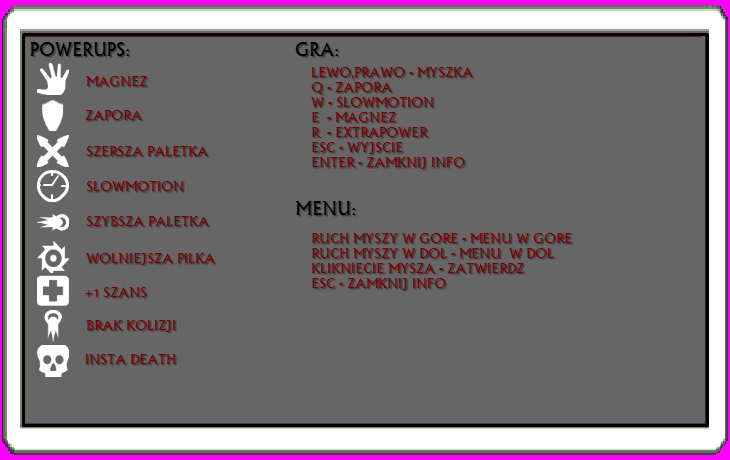 POWERUPS:
MAGNEZ
ZAPORA
SZERSZA PALETKA
SLOWMOTION
SZYBSZA PALETKA
WOLNIEJSZA PILKA
+1 SZANS
BRAK KOLIZJI
INSTA DEATH
GRA:
LEWO,PRAWO - MYSZKA
Q - ZAPORA
W - SLOWMOTION
E - MAGNEZ
R - EXTRAPOWER
ESC - WYJSCIE
ENTER - ZAMKNIJ INFO
MENU:
RUCH MYSZY W GORE - MENU W GORE
RUCH MYSZY W DOL - MENU W DOL
KLIKNIECIE MYSZA - ZATWIERDZ
ESC - ZAMKNIJ INFO